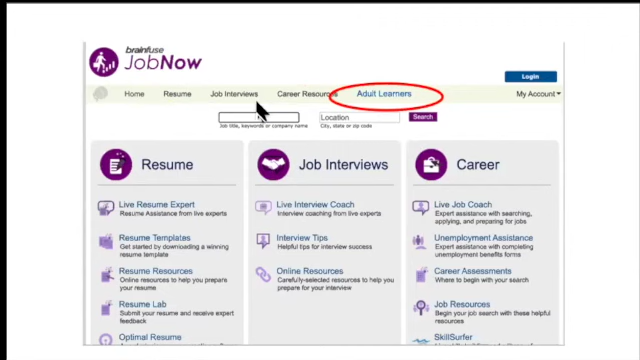 brainfuse
JobNow
Login
Home Resume Job Interviews Career Resources Adult Learners My Account
Location Search
Job title, keywords or company name City, state or zip code
Resume
Live Resume Expert
Resume Assistance from live experts
Resume Templates
Get started by downloading a winning
resume template
Resume Resources
Online resources to help you prepare
your resume
Resume Lab
Submit your resume and receive expert
feedback
Optimal Resume
Job Interviews
Live Interview Coach
Interview coaching from live experts
Interview Tips
Helpful tips for interview success
Online Resources
Carefully-selected resources to help you
prepare for your interview
Career
Live Job Coach
Expert assistance with searching,
applying, and preparing for jobs
Unemployment Assistance
Expert assistance with completing
unemployment benefits forms
Career Assessments
Where to begin with your search
Job Resources
Begin your job search with these helpful
resources
SkillSurfer